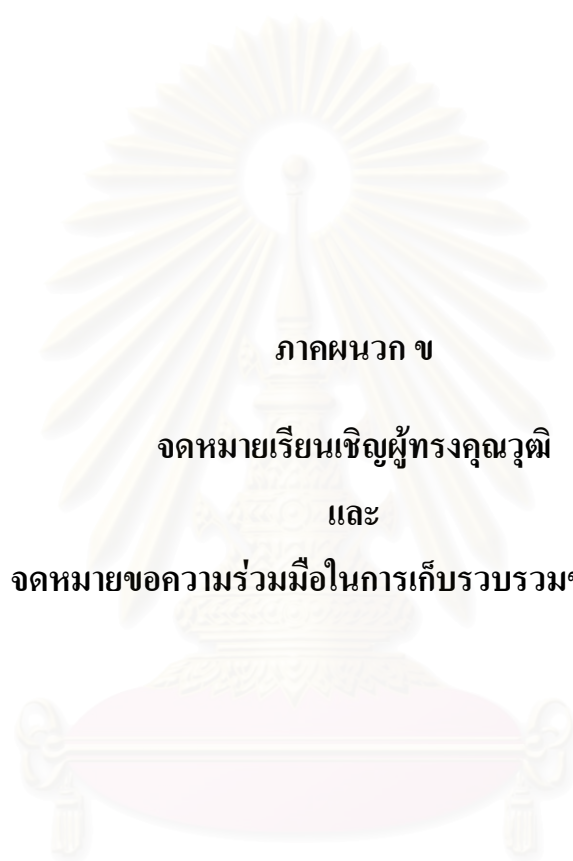 ภาคผนวก ข
จดหมายเรียนเชิญผู้ทรงคุณวุฒิ
และ
จดหมายขอความร่วมมือในการเก็บรวบรวม